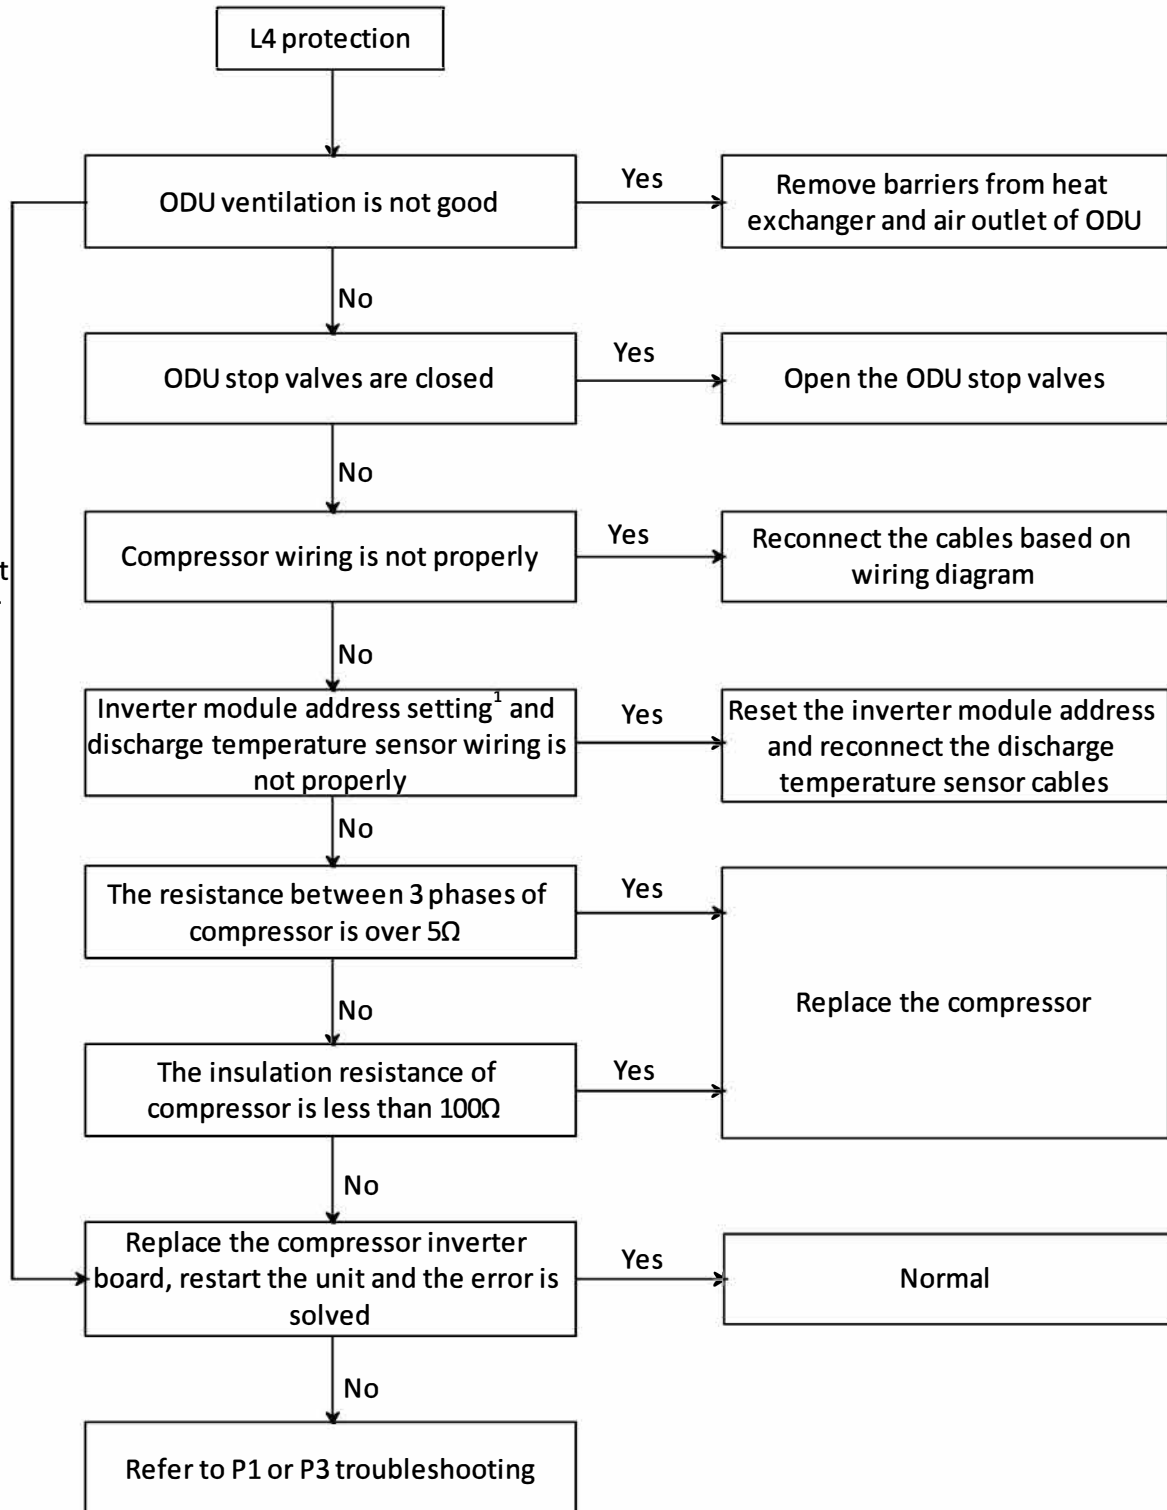 L4 protection
ODU ventilation is not good
Yes
Remove barriers from heat
exchanger and air outlet of ODU
No
ODU stop valves are closed
Yes
Open the ODU stop valves
No
Compressor wiring is not properly
Yes
Reconnect the cables based on
wiring diagram
No
Inverter module address setting¹ and
discharge temperature sensor wiring is
not properly
Yes
Reset the inverter module address
and reconnect the discharge
temperature sensor cables
No
The resistance between 3 phases of
compressor is over 5Ω
Yes
Replace the compressor
No
The insulation resistance of
compressor is less than 100Ω
Yes
No
Replace the compressor inverter
board, restart the unit and the error is
solved
Yes
Normal
No
Refer to P1 or P3 troubleshooting